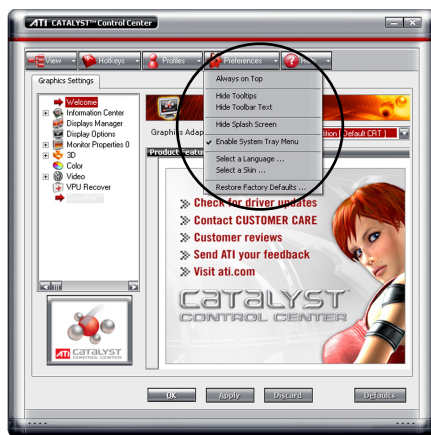 ATI CATALYST™ Control Center
View
Hotkeys
Profiles
Preferences
Graphics Settings
Always on Top
Hide Tooltips
Hide Toolbar Text
Hide Splash Screen
Enable System Tray Menu
Select a Language ...
Select a Skin ...
Restore Factory Defaults ...
Welcome
Information Center
Displays Manager
Display Options
Monitor Properties 0
3D
Color
Video
VPU Recover
Graphics Adap
[Default CRT ]
Product Featu
Check for driver updates
Contact CUSTOMER CARE
Customer reviews
Send ATI your feedback
Visit ati.com
CATALYST
CONTROL CENTER
ATI CATALYST
CONTROL CENTER
OK
Apply
Discard
Defaults